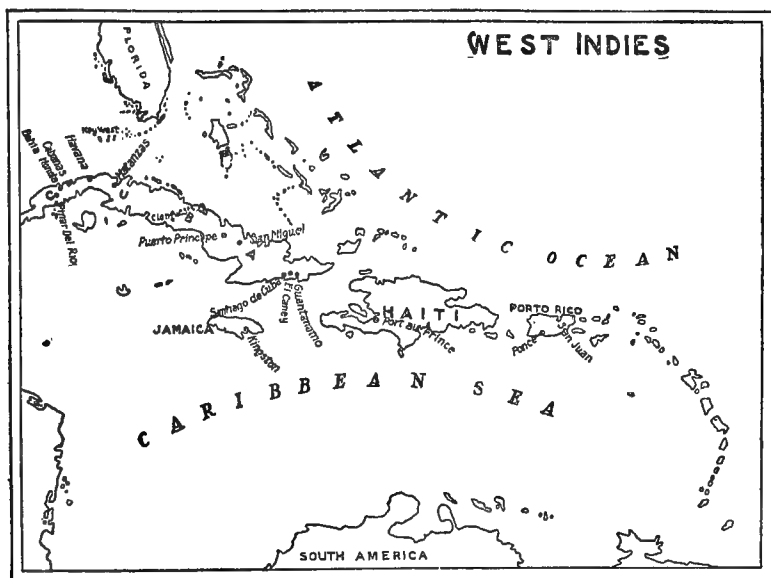 WEST INDIES
FLORIDA
ATLANTIC OCEAN
Key West
Bahia Honda
Cabanas
Havana
Matanzas
CUBA
Pinar Del Rio
Puerto Principe
San Miguel
Santiago de Cuba
El Caney
Guantanamo
JAMAICA
Kingston
HAITI
Port au Prince
PORTO RICO
Ponce
San Juan
CARIBBEAN SEA
SOUTH AMERICA